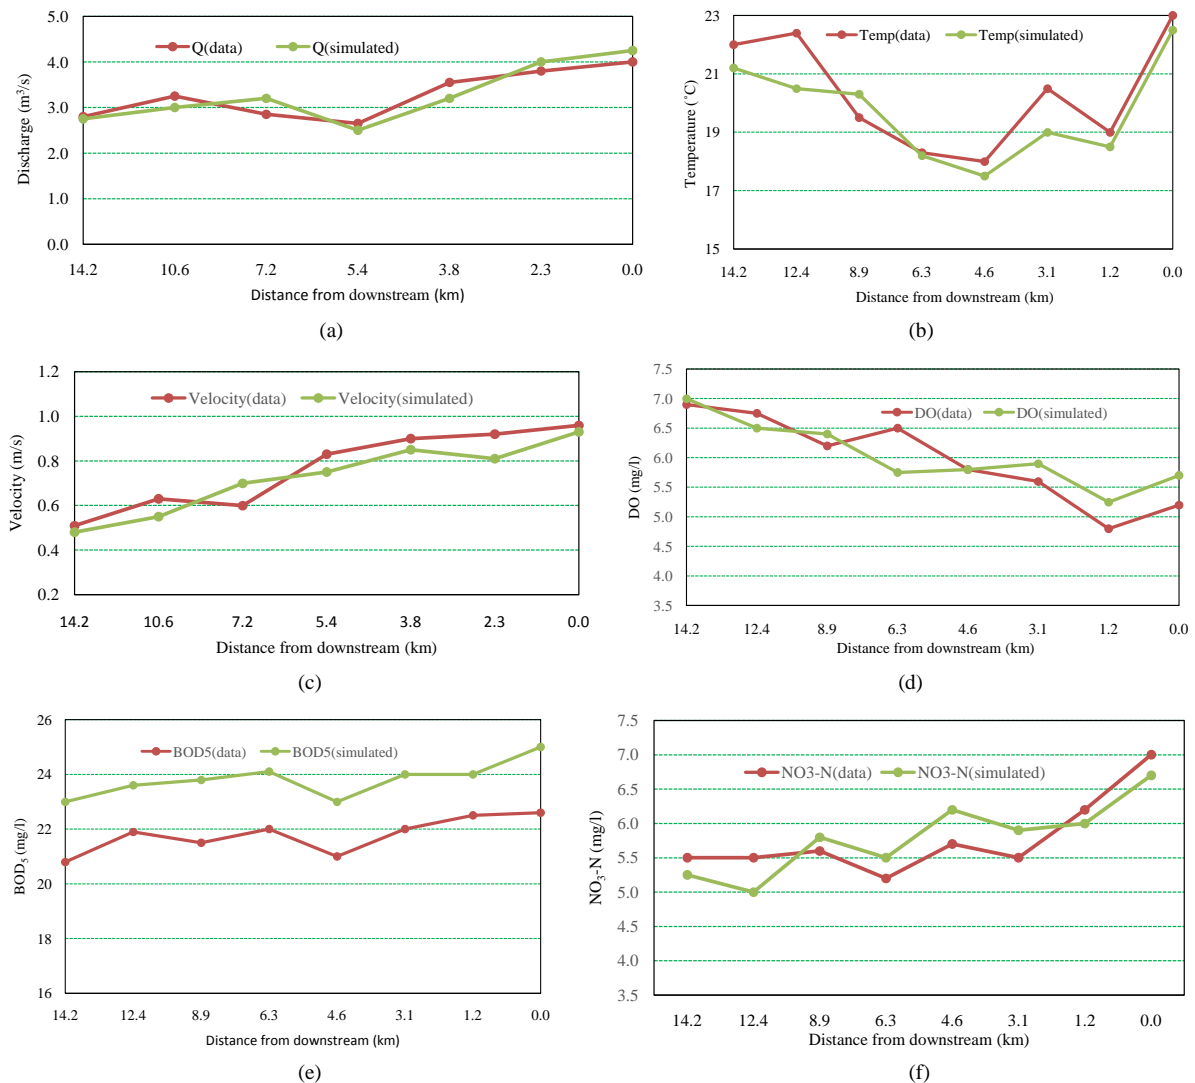 5.0
4.0
3.0
2.0
1.0
0.0
Discharge (m³/s)
Q(data) Q(simulated)
14.2 10.6 7.2 5.4 3.8 2.3 0.0
Distance from downstream (km)
(a)
23
21
19
17
15
Temperature (˚C)
Temp(data) Temp(simulated)
14.2 12.4 8.9 6.3 4.6 3.1 1.2 0.0
Distance from downstream (km)
(b)
1.2
1.0
0.8
0.6
0.4
0.2
Velocity (m/s)
Velocity(data) Velocity(simulated)
14.2 10.6 7.2 5.4 3.8 2.3 0.0
Distance from downstream (km)
(c)
7.5
7.0
6.5
6.0
5.5
5.0
4.5
4.0
3.5
DO (mg/l)
DO(data) DO(simulated)
14.2 12.4 8.9 6.3 4.6 3.1 1.2 0.0
Distance from downstream (km)
(d)
26
24
22
20
18
16
BOD₅ (mg/l)
BOD5(data) BOD5(simulated)
14.2 12.4 8.9 6.3 4.6 3.1 1.2 0.0
Distance from downstream (km)
(e)
7.5
7.0
6.5
6.0
5.5
5.0
4.5
4.0
3.5
NO₃-N (mg/l)
NO3-N(data) NO3-N(simulated)
14.2 12.4 8.9 6.3 4.6 3.1 1.2 0.0
Distance from downstream (km)
(f)